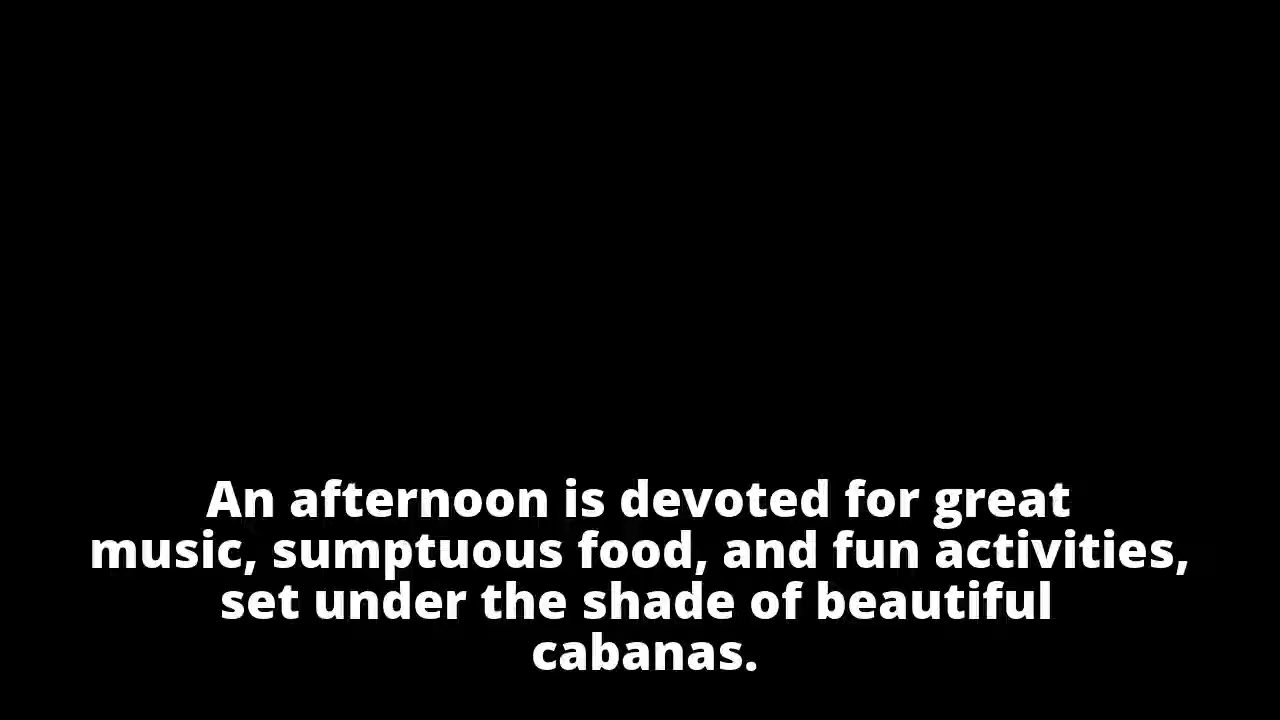 An afternoon is devoted for great
music, sumptuous food, and fun activities,
set under the shade of beautiful
cabanas.